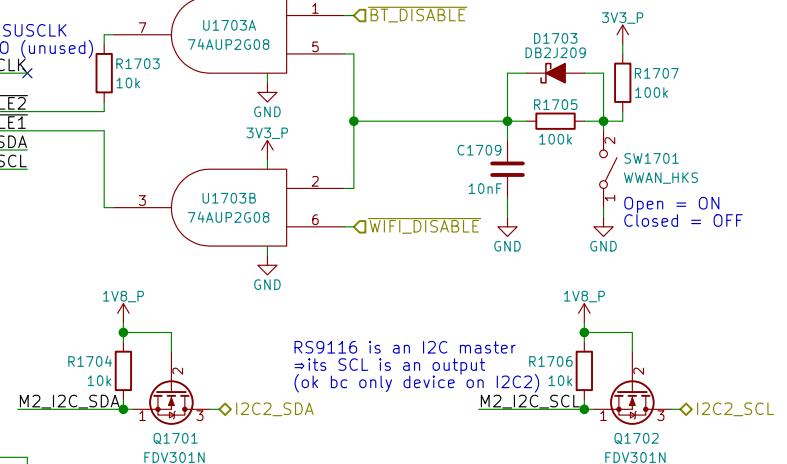 SUSCLK
O (unused)
CLK
R1703
10k
LE2
LE1
SDA
SCL
7
U1703A
74AUP2G08
1
BT_DISABLE
5
GND
3V3_P
3
U1703B
74AUP2G08
2
6
WIFI_DISABLE
GND
D1703
DB2J209
3V3_P
R1707
100k
R1705
100k
C1709
10nF
GND
2
SW1701
WWAN_HKS
1
Open = ON
Closed = OFF
GND
1V8_P
R1704
10k
2
M2_I2C_SDA
1
3
I2C2_SDA
Q1701
FDV301N
RS9116 is an I2C master
⇒its SCL is an output
(ok bc only device on I2C2)
1V8_P
R1706
10k
2
M2_I2C_SCL
1
3
I2C2_SCL
Q1702
FDV301N